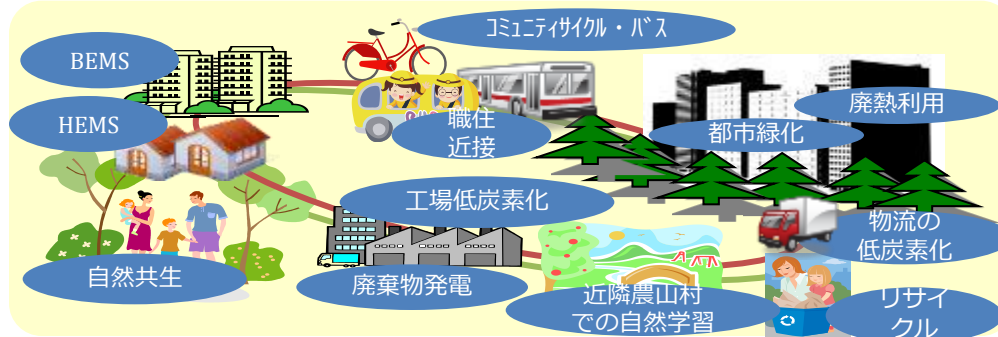 コミュニティサイクル・バス
BEMS
HEMS
職住
近接
廃熱利用
都市緑化
工場低炭素化
物流の
低炭素化
自然共生
廃棄物発電
近隣農山村
での自然学習
リサイ
クル